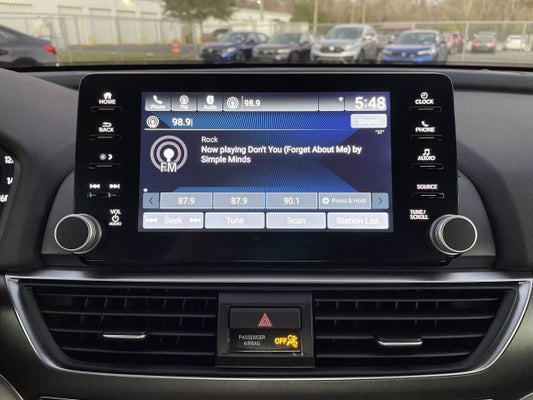 HOME
Phone FM Audio 98.9 5:48
CLOCK
BACK
98.9 Sound
PHONE
Rock
Now playing Don't You (Forget About Me) by
Simple Minds
FM
AUDIO
SOURCE
87.9 87.9 90.1 Press & Hold
VOL
AUDIO
Seek Tune Scan Station List
TUNE/
SCROLL
PASSENGER
AIRBAG
OFF